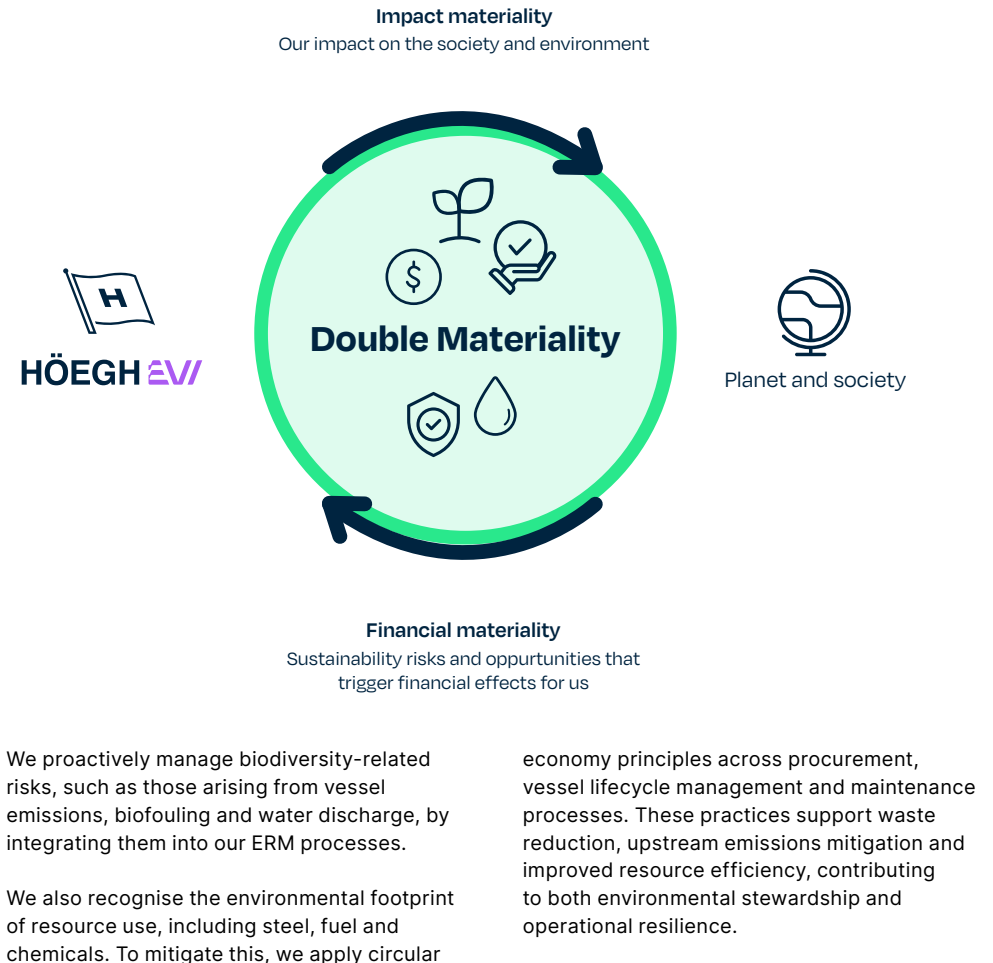 Impact materiality
Our impact on the society and environment
$
Double Materiality
H
HÖEGH EVI
Planet and society
Financial materiality
Sustainability risks and oppurtunities that
trigger financial effects for us
We proactively manage biodiversity-related
risks, such as those arising from vessel
emissions, biofouling and water discharge, by
integrating them into our ERM processes.
We also recognise the environmental footprint
of resource use, including steel, fuel and
chemicals. To mitigate this, we apply circular
economy principles across procurement,
vessel lifecycle management and maintenance
processes. These practices support waste
reduction, upstream emissions mitigation and
improved resource efficiency, contributing
to both environmental stewardship and
operational resilience.